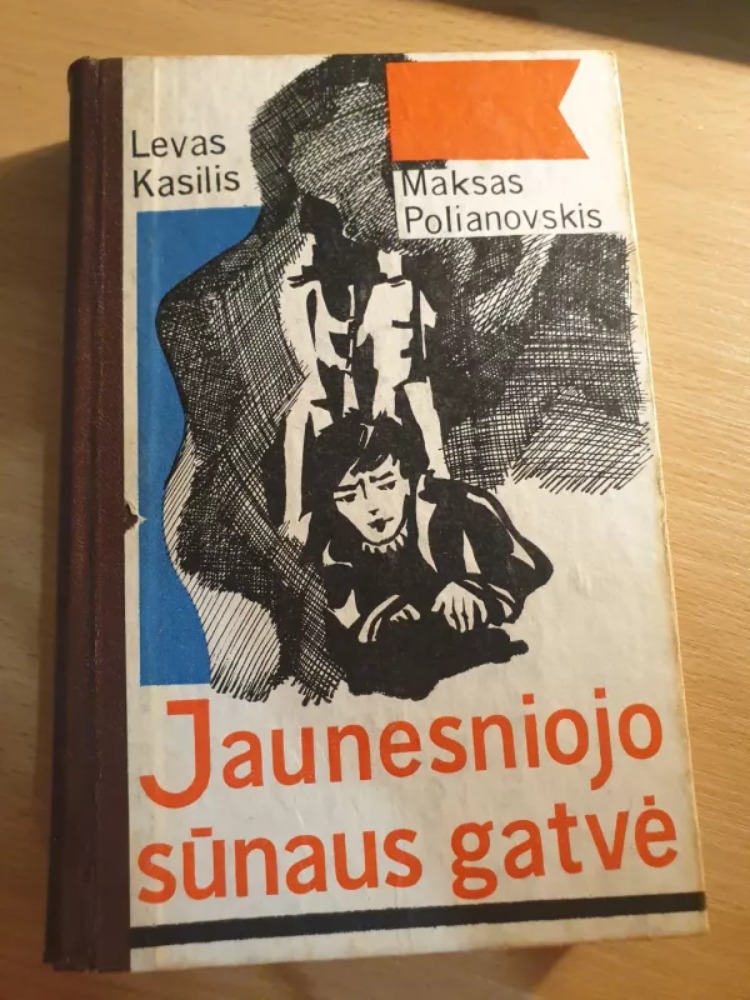 Levas
Kasilis
Maksas
Polianovskis
Jaunesniojo
sūnaus gatvė